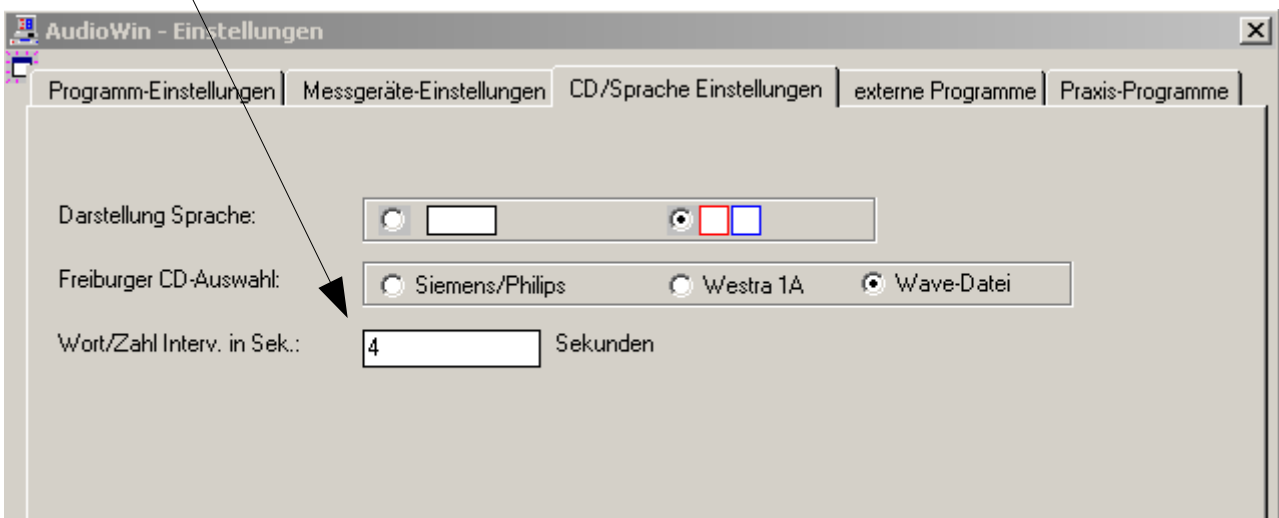 AudioWin - Einstellungen
Programm-Einstellungen Messgeräte-Einstellungen CD/Sprache Einstellungen externe Programme Praxis-Programme
Darstellung Sprache:
Freiburger CD-Auswahl: Siemens/Philips Westra 1A Wave-Datei
Wort/Zahl Interv. in Sek.: 4 Sekunden